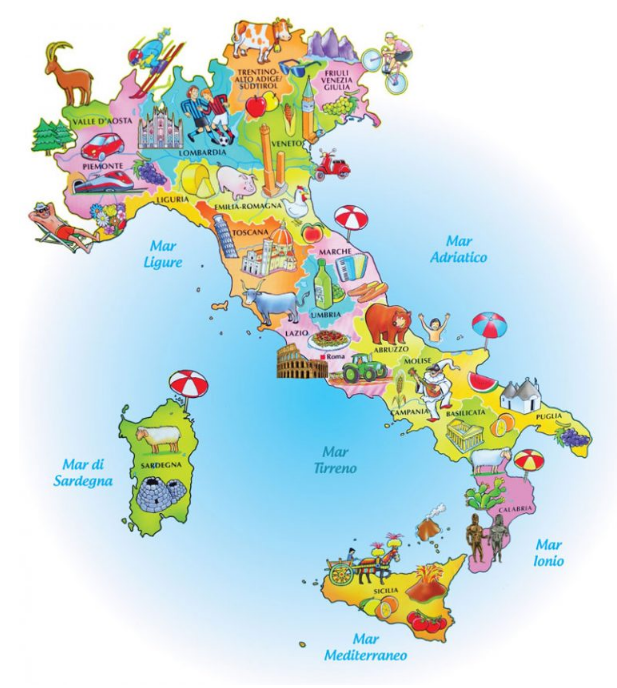 TRENTINO-
ALTO ADIGE/
SÜDTIROL
FRIULI
VENEZIA
GIULIA
VALLE D'AOSTA
LOMBARDIA
VENETO
PIEMONTE
LIGURIA
EMILIA-ROMAGNA
TOSCANA
MARCHE
Mar
Ligure
Mar
Adriatico
UMBRIA
LAZIO
Roma
ABRUZZO
MOLISE
CAMPANIA
BASILICATA
PUGLIA
Mar di
Sardegna
SARDEGNA
Mar
Tirreno
CALABRIA
Mar
Ionio
SICILIA
Mar
Mediterraneo